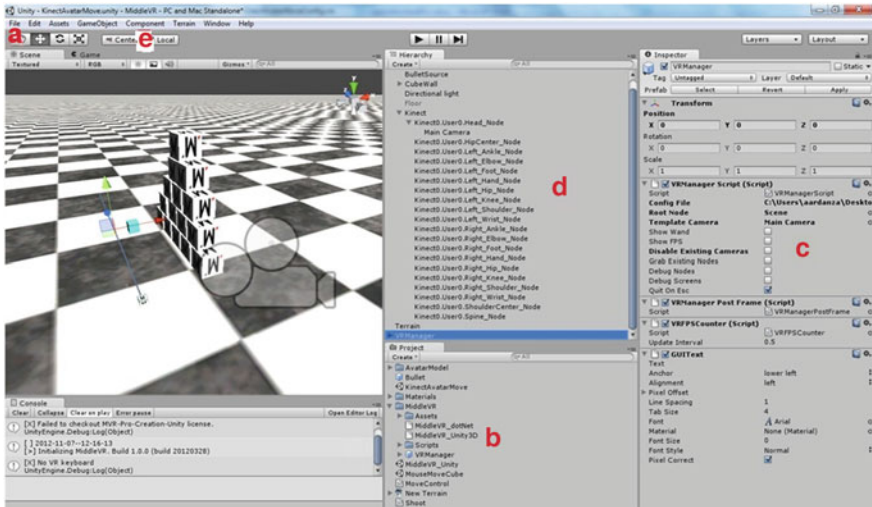 Unity - KinectAvatarMove.unity - MiddleVR - PC and Mac Standalone*
File Edit Assets GameObject Component Terrain Window Help
a
e
Cente
Local
Layers
Layout
Scene
Game
Textured
RGB
Gizmos
All
Hierarchy
Create
All
BulletSource
CubeWall
Directional light
Floor
Kinect
Kinect0.User0.Head_Node
Main Camera
Kinect0.User0.HipCenter_Node
Kinect0.User0.Left_Ankle_Node
Kinect0.User0.Left_Elbow_Node
Kinect0.User0.Left_Foot_Node
Kinect0.User0.Left_Hand_Node
Kinect0.User0.Left_Hip_Node
Kinect0.User0.Left_Knee_Node
Kinect0.User0.Left_Shoulder_Node
Kinect0.User0.Left_Wrist_Node
Kinect0.User0.Right_Ankle_Node
Kinect0.User0.Right_Elbow_Node
Kinect0.User0.Right_Foot_Node
Kinect0.User0.Right_Hand_Node
Kinect0.User0.Right_Hip_Node
Kinect0.User0.Right_Knee_Node
Kinect0.User0.Right_Shoulder_Node
Kinect0.User0.Right_Wrist_Node
Kinect0.User0.ShoulderCenter_Node
Kinect0.User0.Spine_Node
Terrain
VRManager
d
Project
Create
All
AvatarModel
Bullet
KinectAvatarMove
Materials
MiddleVR
Assets
MiddleVR_dotNet
MiddleVR_Unity3D
Scripts
VRManager
MiddleVR_Unity
MouseMoveCube
MoveControl
New Terrain
Shoot
b
Console
Clear Collapse Clear on play Error pause Open Editor Log
[X] Failed to checkout MVR-Pro-Creation-Unity license.
UnityEngine.Debug:Log(Object)
[ ] 2012-11-07--12-16-13
[>] Initializing MiddleVR. Build 1.0.0 (build 20120328)
[X] No VR keyboard
UnityEngine.Debug:Log(Object)
Inspector
VRManager Static
Tag Untagged Layer Default
Prefab Select Revert Apply
Transform
Position
X 0 Y 0 Z 0
Rotation
X 0 Y 0 Z 0
Scale
X 1 Y 1 Z 1
VRManager Script (Script)
Script VRManagerScript
Config File C:\Users\aardanza\Deskto
Root Node Scene
Template Camera Main Camera
Show Wand
Show FPS
Disable Existing Cameras
Grab Existing Nodes
Debug Nodes
Debug Screens
Quit On Esc
c
VRManager Post Frame (Script)
Script VRManagerPostFrame
VRFPSCounter (Script)
Script VRFPSCounter
Update Interval 0.5
GUIText
Text
Anchor lower left
Alignment left
Pixel Offset
Line Spacing 1
Tab Size 4
Font Arial
Material None (Material)
Font Size 0
Font Style Normal
Pixel Correct